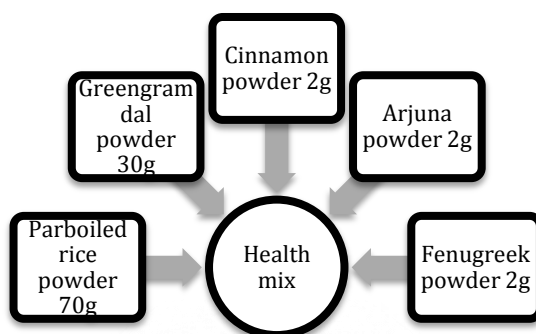 Cinnamon
powder 2g
Greengram
dal
powder
30g
Arjuna
powder 2g
Parboiled
rice
powder
70g
Health
mix
Fenugreek
powder 2g